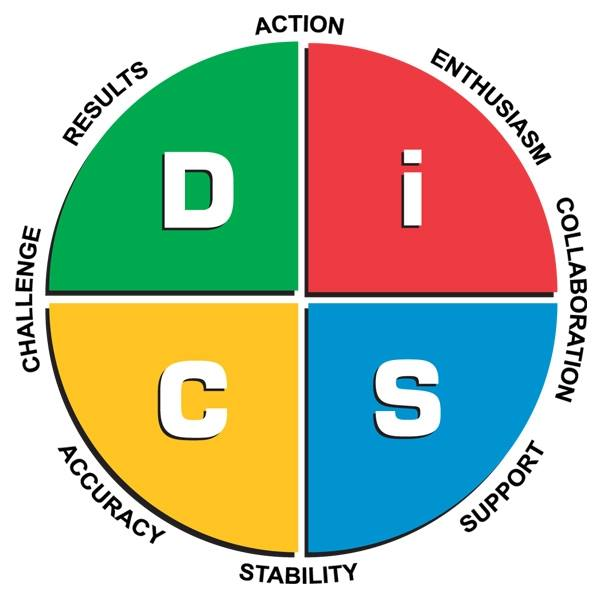 ACTION
ENTHUSIASM
COLLABORATION
SUPPORT
STABILITY
ACCURACY
CHALLENGE
RESULTS
D
i
C
S